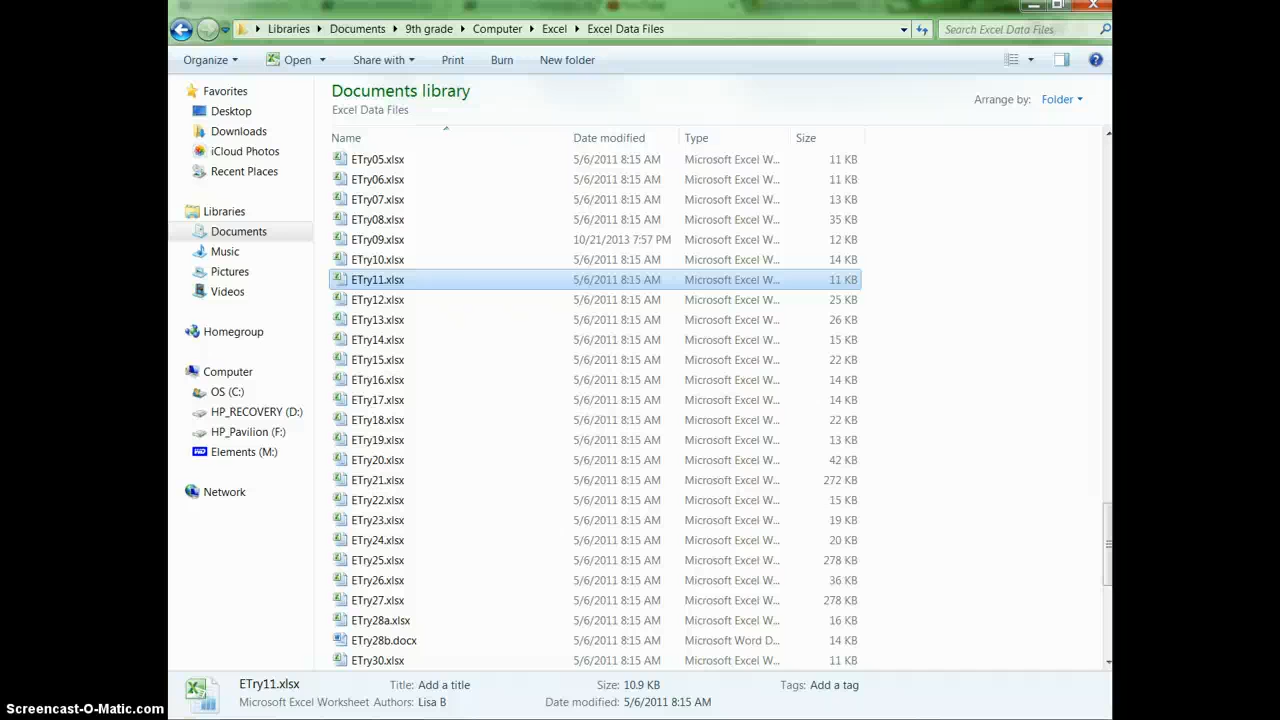 Libraries Documents 9th grade Computer Excel Excel Data Files Search Excel Data Files
Organize Open Share with Print Burn New folder
Favorites
Desktop
Downloads
iCloud Photos
Recent Places
Libraries
Documents
Music
Pictures
Videos
Homegroup
Computer
OS (C:)
HP_RECOVERY (D:)
HP_Pavilion (F:)
Elements (M:)
Network
Documents library
Excel Data Files
Arrange by: Folder
Name Date modified Type Size
ETry05.xlsx 5/6/2011 8:15 AM Microsoft Excel W... 11 KB
ETry06.xlsx 5/6/2011 8:15 AM Microsoft Excel W... 11 KB
ETry07.xlsx 5/6/2011 8:15 AM Microsoft Excel W... 13 KB
ETry08.xlsx 5/6/2011 8:15 AM Microsoft Excel W... 35 KB
ETry09.xlsx 10/21/2013 7:57 PM Microsoft Excel W... 12 KB
ETry10.xlsx 5/6/2011 8:15 AM Microsoft Excel W... 14 KB
ETry11.xlsx 5/6/2011 8:15 AM Microsoft Excel W... 11 KB
ETry12.xlsx 5/6/2011 8:15 AM Microsoft Excel W... 25 KB
ETry13.xlsx 5/6/2011 8:15 AM Microsoft Excel W... 26 KB
ETry14.xlsx 5/6/2011 8:15 AM Microsoft Excel W... 15 KB
ETry15.xlsx 5/6/2011 8:15 AM Microsoft Excel W... 22 KB
ETry16.xlsx 5/6/2011 8:15 AM Microsoft Excel W... 14 KB
ETry17.xlsx 5/6/2011 8:15 AM Microsoft Excel W... 14 KB
ETry18.xlsx 5/6/2011 8:15 AM Microsoft Excel W... 22 KB
ETry19.xlsx 5/6/2011 8:15 AM Microsoft Excel W... 13 KB
ETry20.xlsx 5/6/2011 8:15 AM Microsoft Excel W... 42 KB
ETry21.xlsx 5/6/2011 8:15 AM Microsoft Excel W... 272 KB
ETry22.xlsx 5/6/2011 8:15 AM Microsoft Excel W... 15 KB
ETry23.xlsx 5/6/2011 8:15 AM Microsoft Excel W... 19 KB
ETry24.xlsx 5/6/2011 8:15 AM Microsoft Excel W... 20 KB
ETry25.xlsx 5/6/2011 8:15 AM Microsoft Excel W... 278 KB
ETry26.xlsx 5/6/2011 8:15 AM Microsoft Excel W... 36 KB
ETry27.xlsx 5/6/2011 8:15 AM Microsoft Excel W... 278 KB
ETry28a.xlsx 5/6/2011 8:15 AM Microsoft Excel W... 16 KB
ETry28b.docx 5/6/2011 8:15 AM Microsoft Word D... 14 KB
ETry30.xlsx 5/6/2011 8:15 AM Microsoft Excel W... 11 KB
ETry11.xlsx Title: Add a title Size: 10.9 KB Tags: Add a tag
Microsoft Excel Worksheet Authors: Lisa B Date modified: 5/6/2011 8:15 AM
Screencast-O-Matic.com